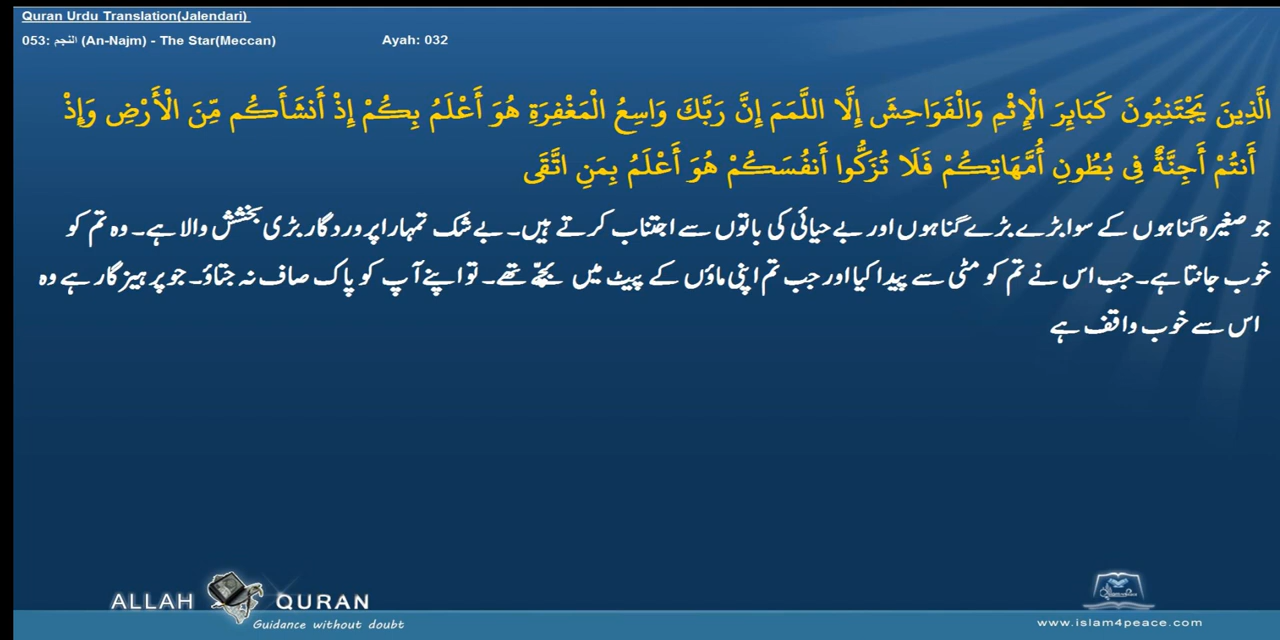 Quran Urdu Translation(Jalendari)
053: النجم (An-Najm) - The Star(Meccan) Ayah: 032
الَّذِينَ يَجْتَنِبُونَ كَبَايِرَ الْإِثْمِ وَالْفَوَاحِشَ إِلَّا اللَّمَمَ إِنَّ رَبَّكَ وَاسِعُ الْمَغْفِرَةِ هُوَ أَعْلَمُ بِكُمْ إِذْ أَنشَأَكُم مِّنَ الْأَرْضِ وَإِذْ
أَنتُمْ أَجِنَّةٌ فِى بُطُونِ أُمَّهَاتِكُمْ فَلَا تُزَكُّوا أَنفُسَكُمْ هُوَ أَعْلَمُ بِمَنِ اتَّقَى
جو صغیرہ گناہوں کے سوا بڑے بڑے گناہوں اور بےحیائی کی باتوں سے اجتناب کرتے ہیں۔ بےشک تمہارا پروردگار بڑی بخشش والا ہے۔ وہ تم کو
خوب جانتا ہے۔ جب اس نے تم کو مٹی سے پیدا کیا اور جب تم اپنی ماؤں کے پیٹ میں بچّے تھے۔ تو اپنے آپ کو پاک صاف نہ جتاؤ۔ جو پرہیزگار ہے وہ
اس سے خوب واقف ہے
ALLAH QURAN
Guidance without doubt
www.islam4peace.com